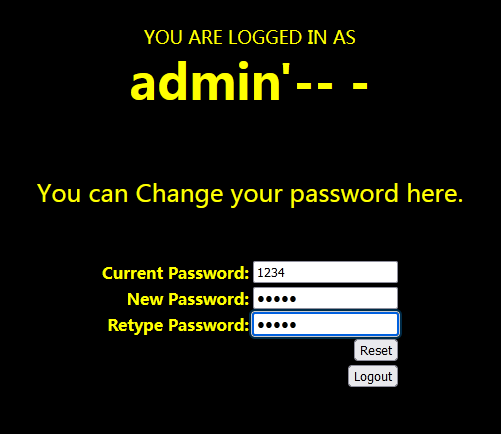 YOU ARE LOGGED IN AS
admin'-- -
You can Change your password here.
Current Password: 1234
New Password: •••••
Retype Password: •••••
Reset
Logout